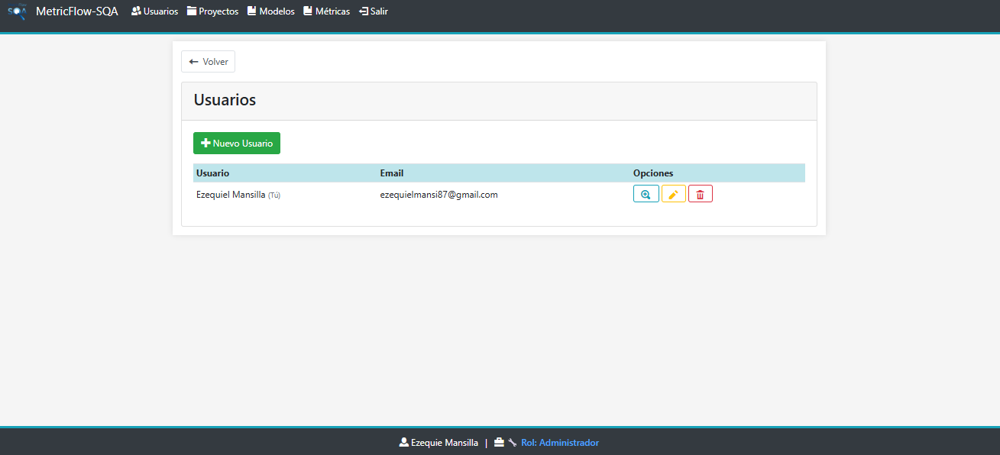 SQA MetricFlow-SQA Usuarios Proyectos Modelos Métricas Salir
Volver
Usuarios
Nuevo Usuario
Usuario Email Opciones
Ezequiel Mansilla (Tú) ezequielmansi87@gmail.com
Ezequie Mansilla | Rol: Administrador